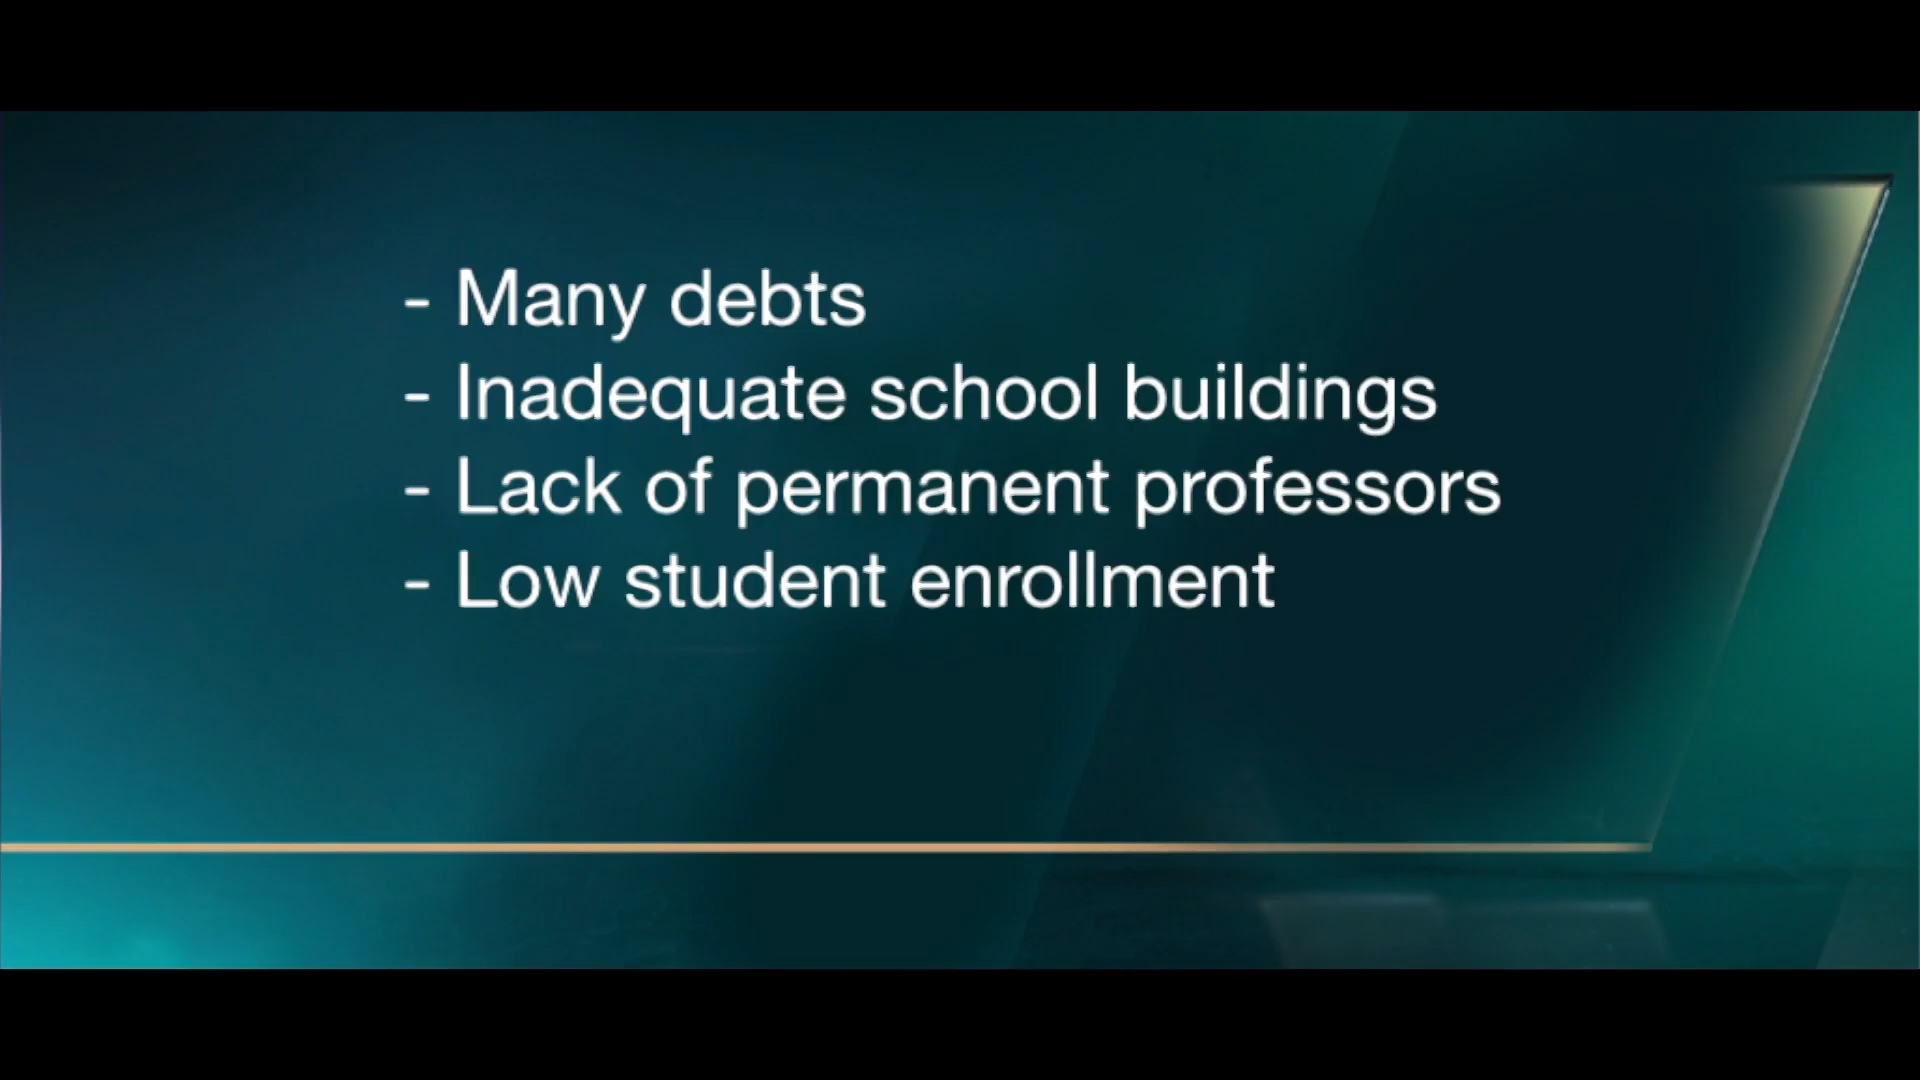 - Many debts
- Inadequate school buildings
- Lack of permanent professors
- Low student enrollment